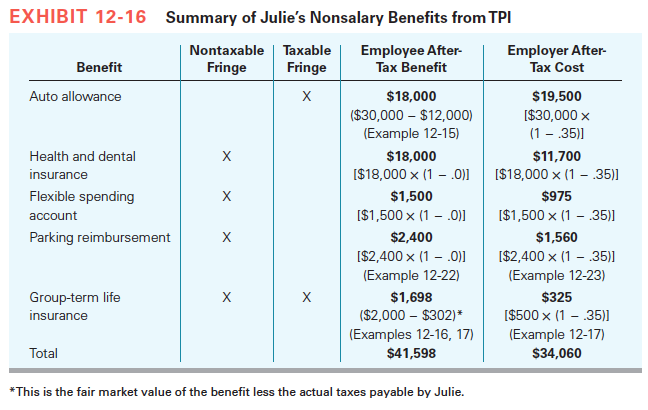 EXHIBIT 12-16 Summary of Julie's Nonsalary Benefits from TPI
Benefit Nontaxable Fringe Taxable Fringe Employee After-Tax Benefit Employer After-Tax Cost
Auto allowance X $18,000 $19,500
($30,000 – $12,000) [$30,000 ×
(Example 12-15) (1 – .35)]
Health and dental X $18,000 $11,700
insurance [$18,000 × (1 – .0)] [$18,000 × (1 – .35)]
Flexible spending X $1,500 $975
account [$1,500 × (1 – .0)] [$1,500 × (1 – .35)]
Parking reimbursement X $2,400 $1,560
[$2,400 × (1 – .0)] [$2,400 × (1 – .35)]
(Example 12-22) (Example 12-23)
Group-term life X X $1,698 $325
insurance ($2,000 – $302)* [$500 × (1 – .35)]
(Examples 12-16, 17) (Example 12-17)
Total $41,598 $34,060
*This is the fair market value of the benefit less the actual taxes payable by Julie.